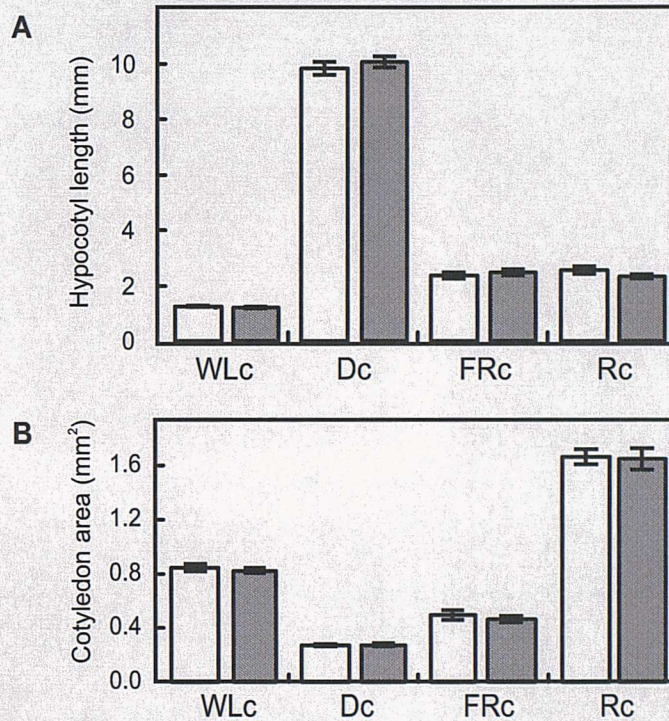 A
Hypocotyl length (mm)
10
8
6
4
2
0
WLc Dc FRc Rc
B
Cotyledon area (mm²)
1.6
1.2
0.8
0.4
0.0
WLc Dc FRc Rc